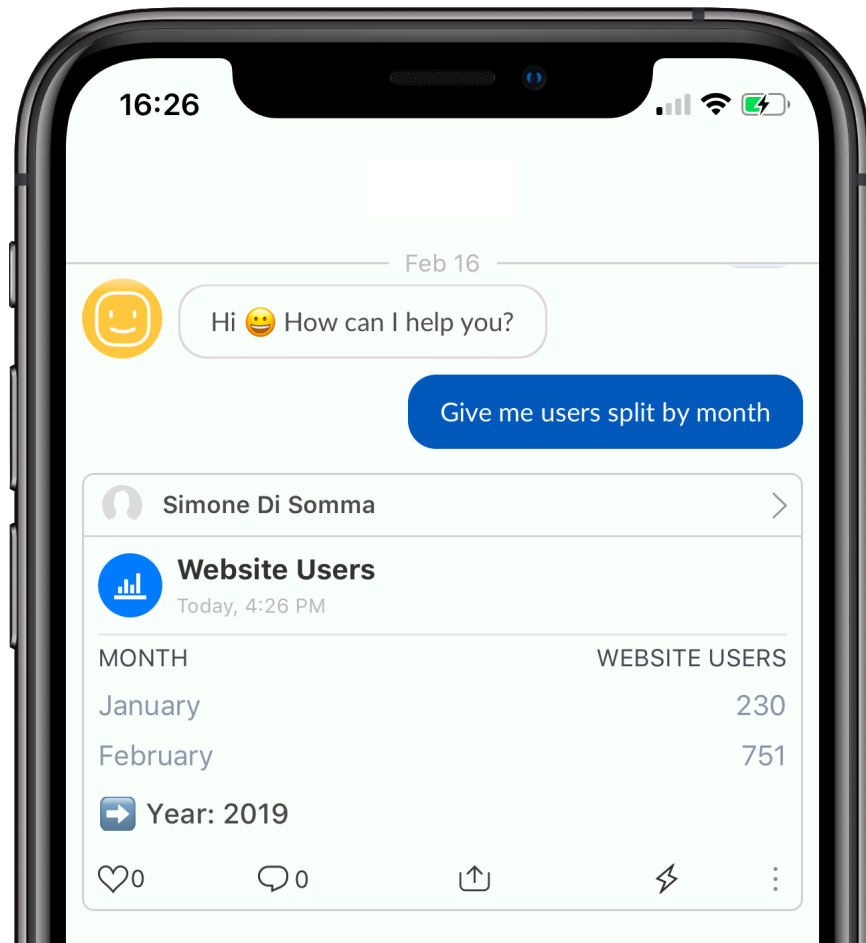 16:26
Feb 16
Hi 😀 How can I help you?
Give me users split by month
Simone Di Somma
Website Users
Today, 4:26 PM
MONTH WEBSITE USERS
January 230
February 751
➡️ Year: 2019
0 0